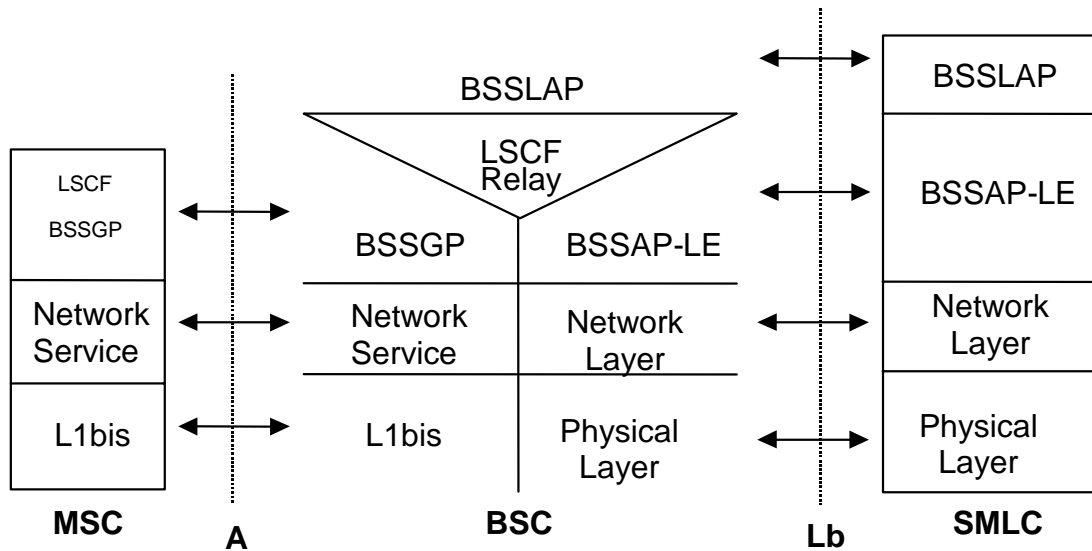 BSSLAP
LSCF
Relay
BSSLAP
LSCF
BSSGP
BSSGP
BSSAP-LE
BSSAP-LE
Network
Service
Network
Service
Network
Layer
Network
Layer
L1bis
L1bis
Physical
Layer
Physical
Layer
MSC
A
BSC
Lb
SMLC